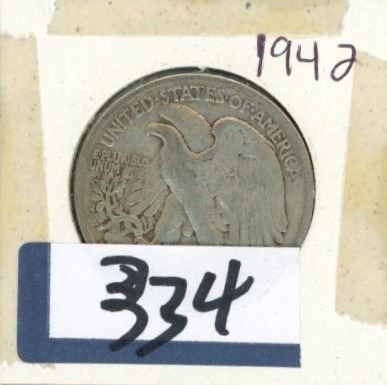 1942
UNITED·STATES·OF·AMERICA
E·PLURIBUS
UNUM
334